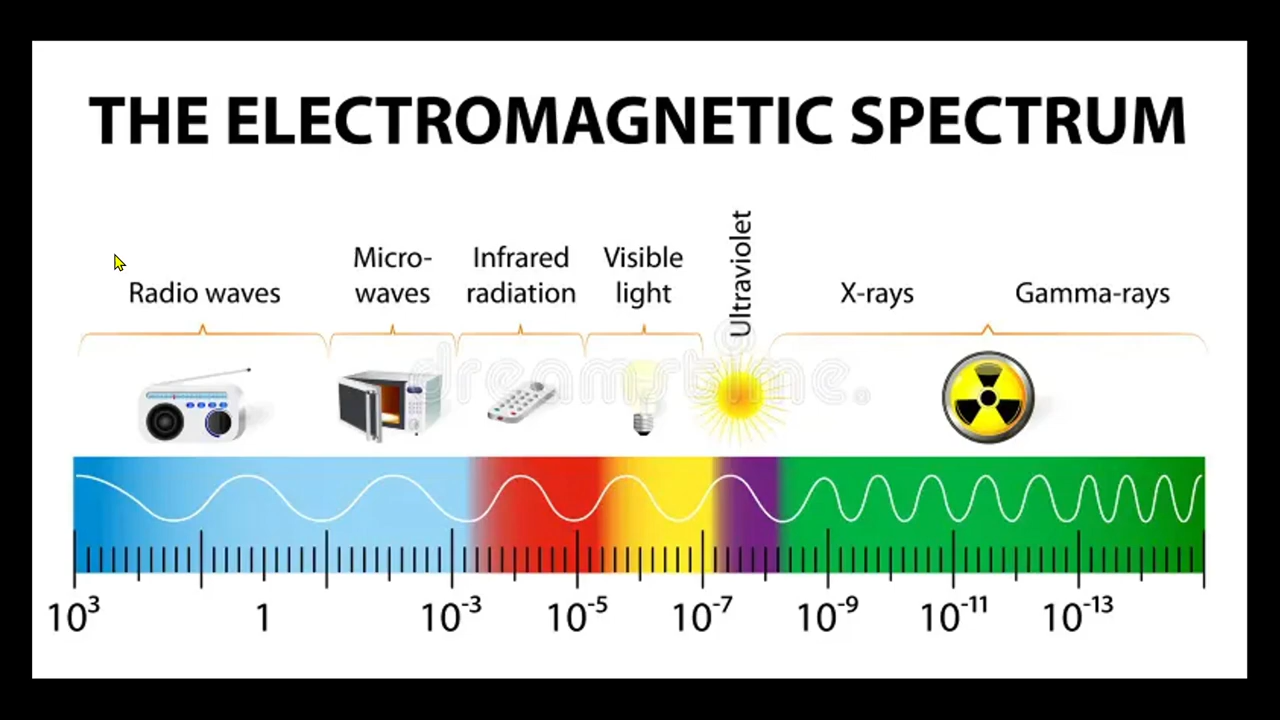 THE ELECTROMAGNETIC SPECTRUM
Radio waves
Micro-
waves
Infrared
radiation
Visible
light
Ultraviolet
X-rays
Gamma-rays
dreamstime.
10³
1
10⁻³
10⁻⁵
10⁻⁷
10⁻⁹
10⁻¹¹
10⁻¹³